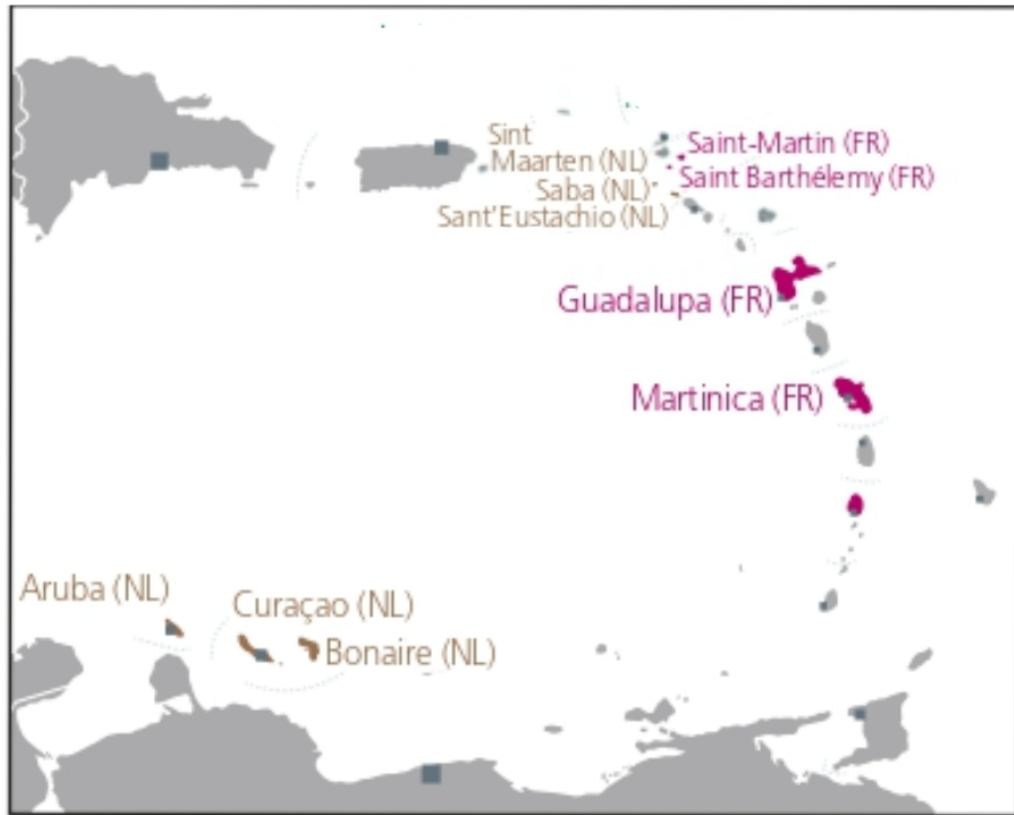 Sint
Maarten (NL)
Saint-Martin (FR)
Saba (NL)
Saint Barthélemy (FR)
Sant'Eustachio (NL)
Guadalupa (FR)
Martinica (FR)
Aruba (NL)
Curaçao (NL)
Bonaire (NL)